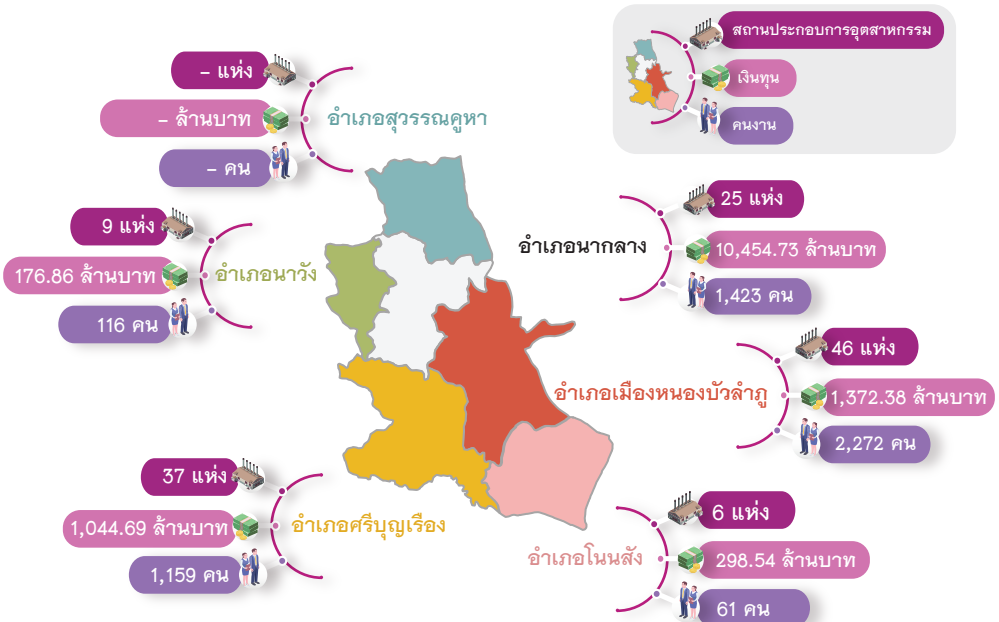 สถานประกอบการอุตสาหกรรม
เงินทุน
คนงาน
– แห่ง
– ล้านบาท
– คน
อำเภอสุวรรณคูหา
9 แห่ง
176.86 ล้านบาท
116 คน
อำเภอนาวัง
อำเภอนากลาง
25 แห่ง
10,454.73 ล้านบาท
1,423 คน
อำเภอเมืองหนองบัวลำภู
46 แห่ง
1,372.38 ล้านบาท
2,272 คน
37 แห่ง
1,044.69 ล้านบาท
1,159 คน
อำเภอศรีบุญเรือง
อำเภอโนนสัง
6 แห่ง
298.54 ล้านบาท
61 คน